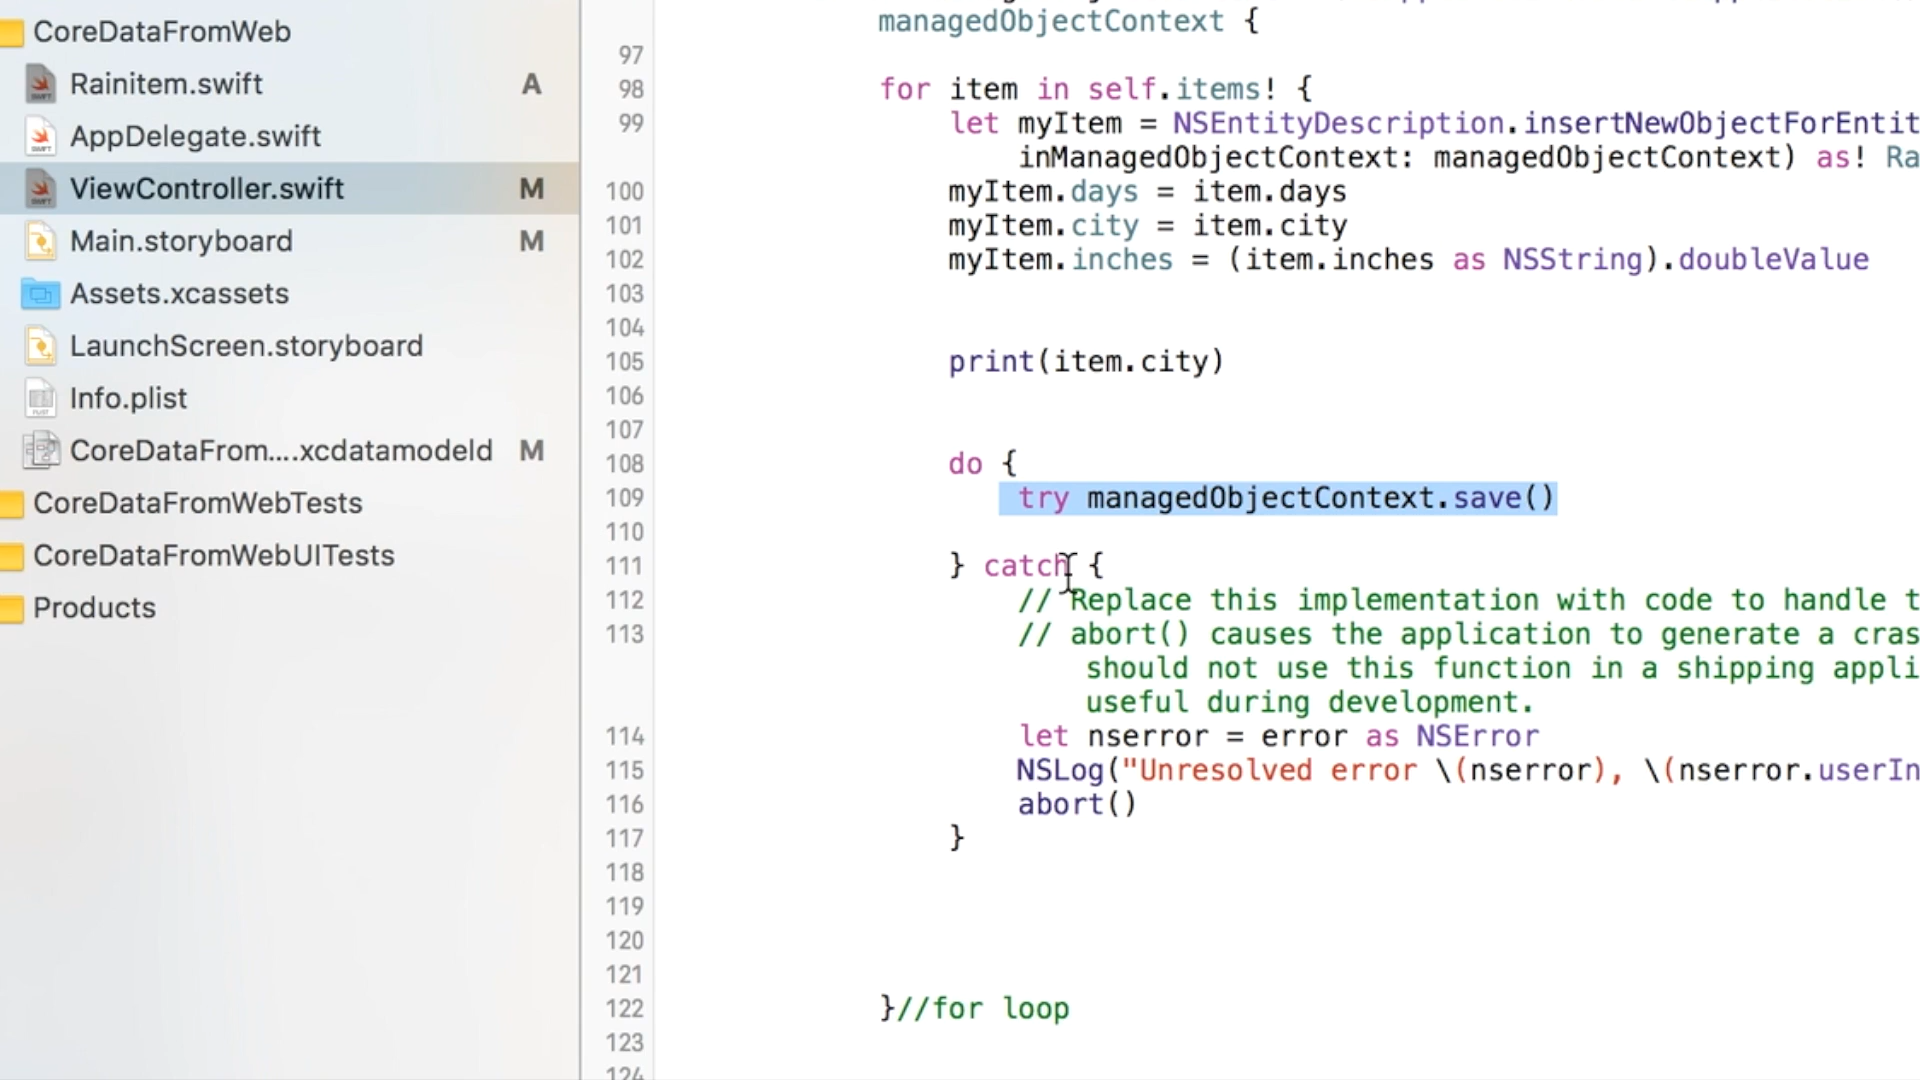 CoreDataFromWeb
Rainitem.swift A
AppDelegate.swift
ViewController.swift M
Main.storyboard M
Assets.xcassets
LaunchScreen.storyboard
Info.plist
CoreDataFrom....xcdatamodeld M
CoreDataFromWebTests
CoreDataFromWebUITests
Products
managedObjectContext {
97
98 for item in self.items! {
99 let myItem = NSEntityDescription.insertNewObjectForEntit
inManagedObjectContext: managedObjectContext) as! Ra
100 myItem.days = item.days
101 myItem.city = item.city
102 myItem.inches = (item.inches as NSString).doubleValue
103
104
105 print(item.city)
106
107
108 do {
109 try managedObjectContext.save()
110
111 } catch {
112 // Replace this implementation with code to handle t
113 // abort() causes the application to generate a cras
should not use this function in a shipping appli
useful during development.
114 let nserror = error as NSError
115 NSLog("Unresolved error \(nserror), \(nserror.userIn
116 abort()
117 }
118
119
120
121
122 }//for loop
123
124